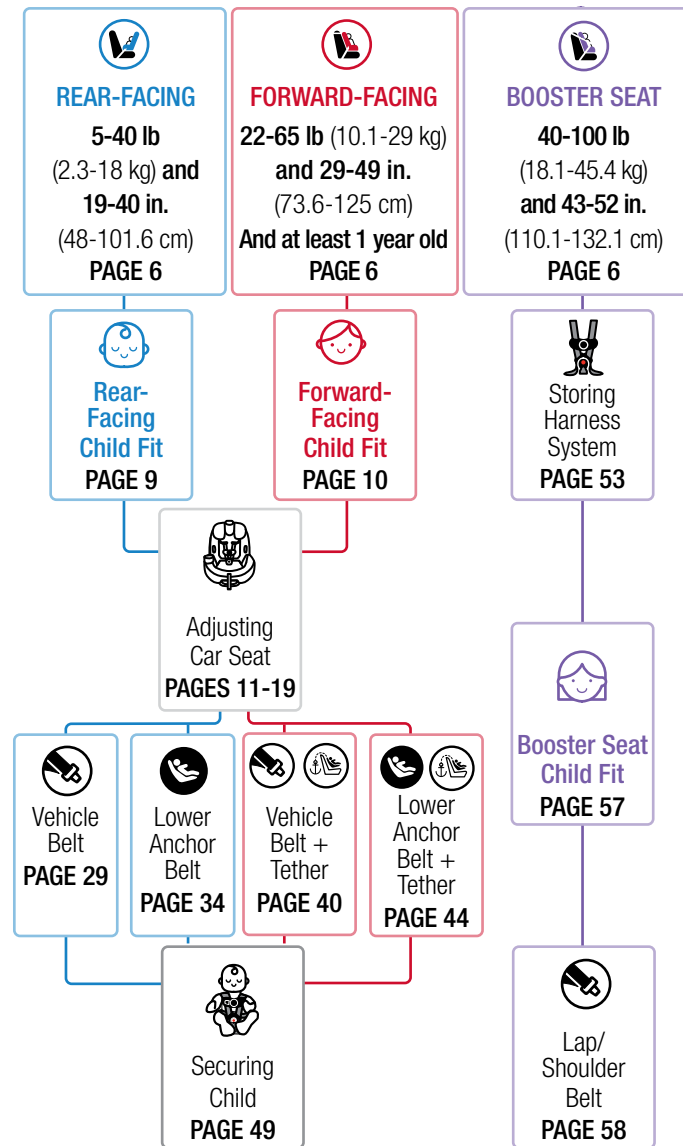 REAR-FACING
5-40 lb
(2.3-18 kg) and
19-40 in.
(48-101.6 cm)
PAGE 6
FORWARD-FACING
22-65 lb (10.1-29 kg)
and 29-49 in.
(73.6-125 cm)
And at least 1 year old
PAGE 6
BOOSTER SEAT
40-100 lb
(18.1-45.4 kg)
and 43-52 in.
(110.1-132.1 cm)
PAGE 6
Rear-
Facing
Child Fit
PAGE 9
Forward-
Facing
Child Fit
PAGE 10
Storing
Harness
System
PAGE 53
Adjusting
Car Seat
PAGES 11-19
Booster Seat
Child Fit
PAGE 57
Vehicle
Belt
PAGE 29
Lower
Anchor
Belt
PAGE 34
Vehicle
Belt +
Tether
PAGE 40
Lower
Anchor
Belt +
Tether
PAGE 44
Securing
Child
PAGE 49
Lap/
Shoulder
Belt
PAGE 58